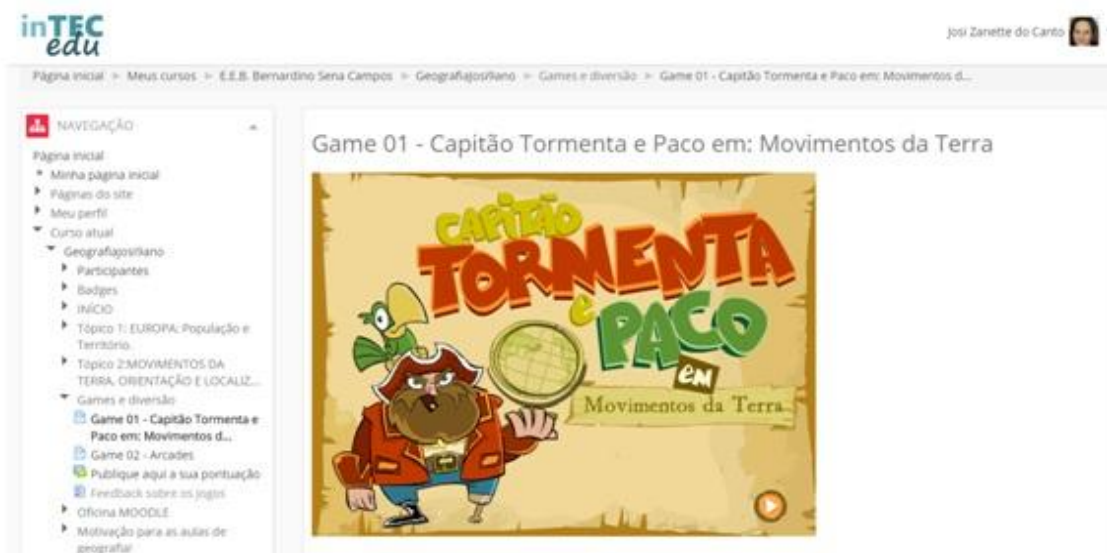 inTEC
edu
Josi Zanette do Canto
Página inicial ► Meus cursos ► E.E.B. Bernardino Sena Campos ► Geografiajosi9ano ► Games e diversão ► Game 01 - Capitão Tormenta e Paco em: Movimentos d...
NAVEGAÇÃO
Página inicial
Minha página inicial
Páginas do site
Meu perfil
Curso atual
Geografiajosi9ano
Participantes
Badges
INÍCIO
Tópico 1: EUROPA: População e
Território.
Tópico 2:MOVIMENTOS DA
TERRA, ORIENTAÇÃO E LOCALIZ...
Games e diversão
Game 01 - Capitão Tormenta e
Paco em: Movimentos d...
Game 02 - Arcades
Publique aqui a sua pontuação
Feedback sobre os jogos
Oficina MOODLE
Motivação para as aulas de
geografia!
Game 01 - Capitão Tormenta e Paco em: Movimentos da Terra
CAPITÃO
TORMENTA
e
PACO
em
Movimentos da Terra